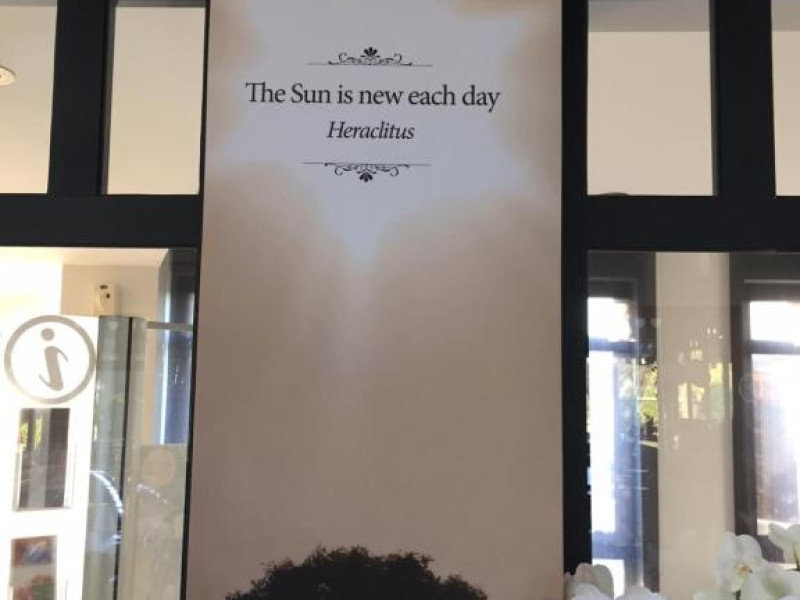 The Sun is new each day
Heraclitus
i